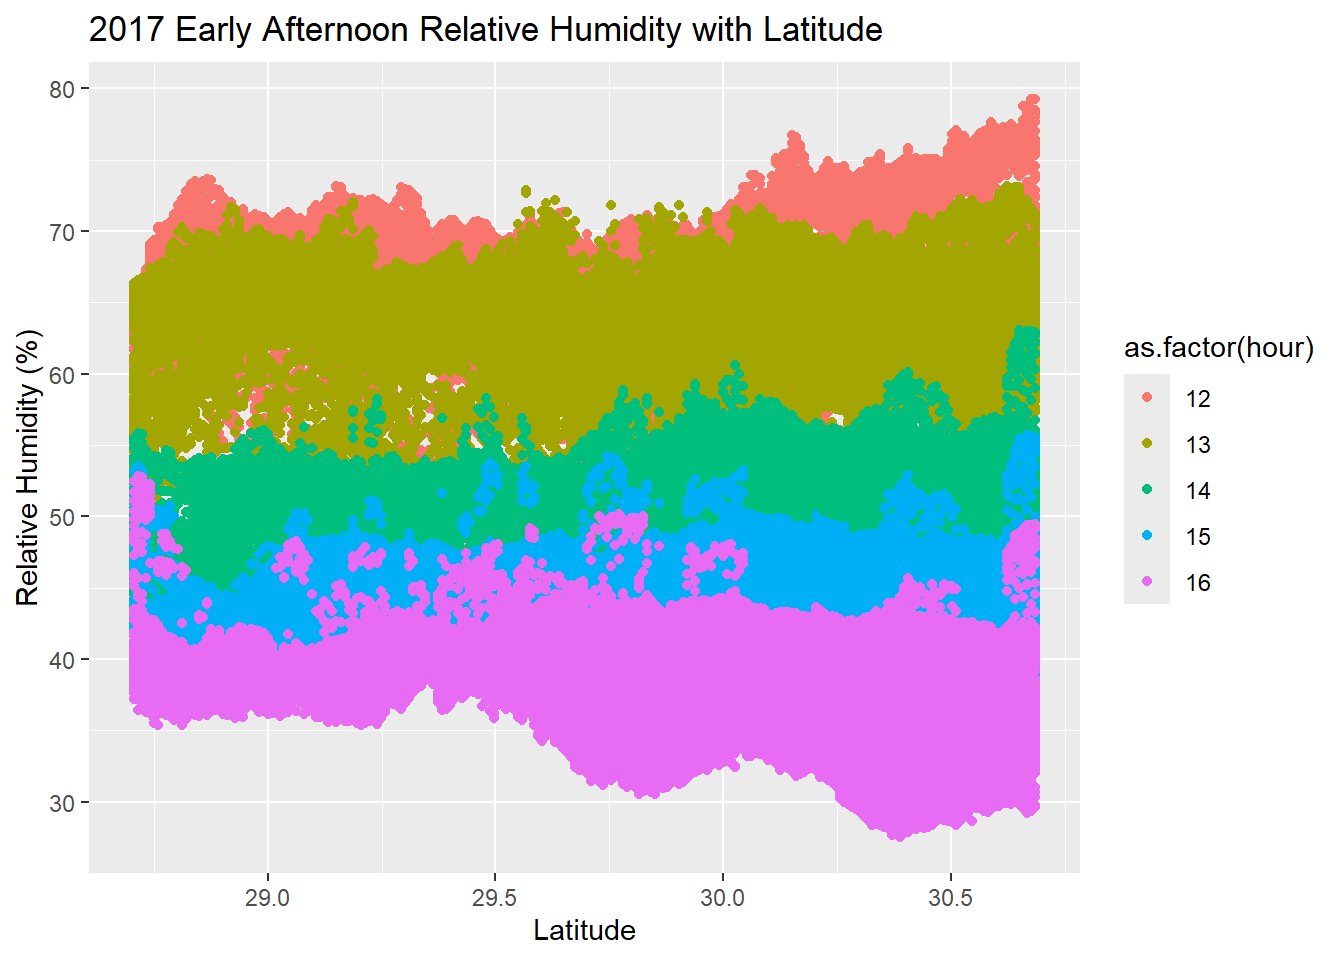 2017 Early Afternoon Relative Humidity with Latitude
80
70
60
50
40
30
Relative Humidity (%)
29.0 29.5 30.0 30.5
Latitude
as.factor(hour)
12
13
14
15
16